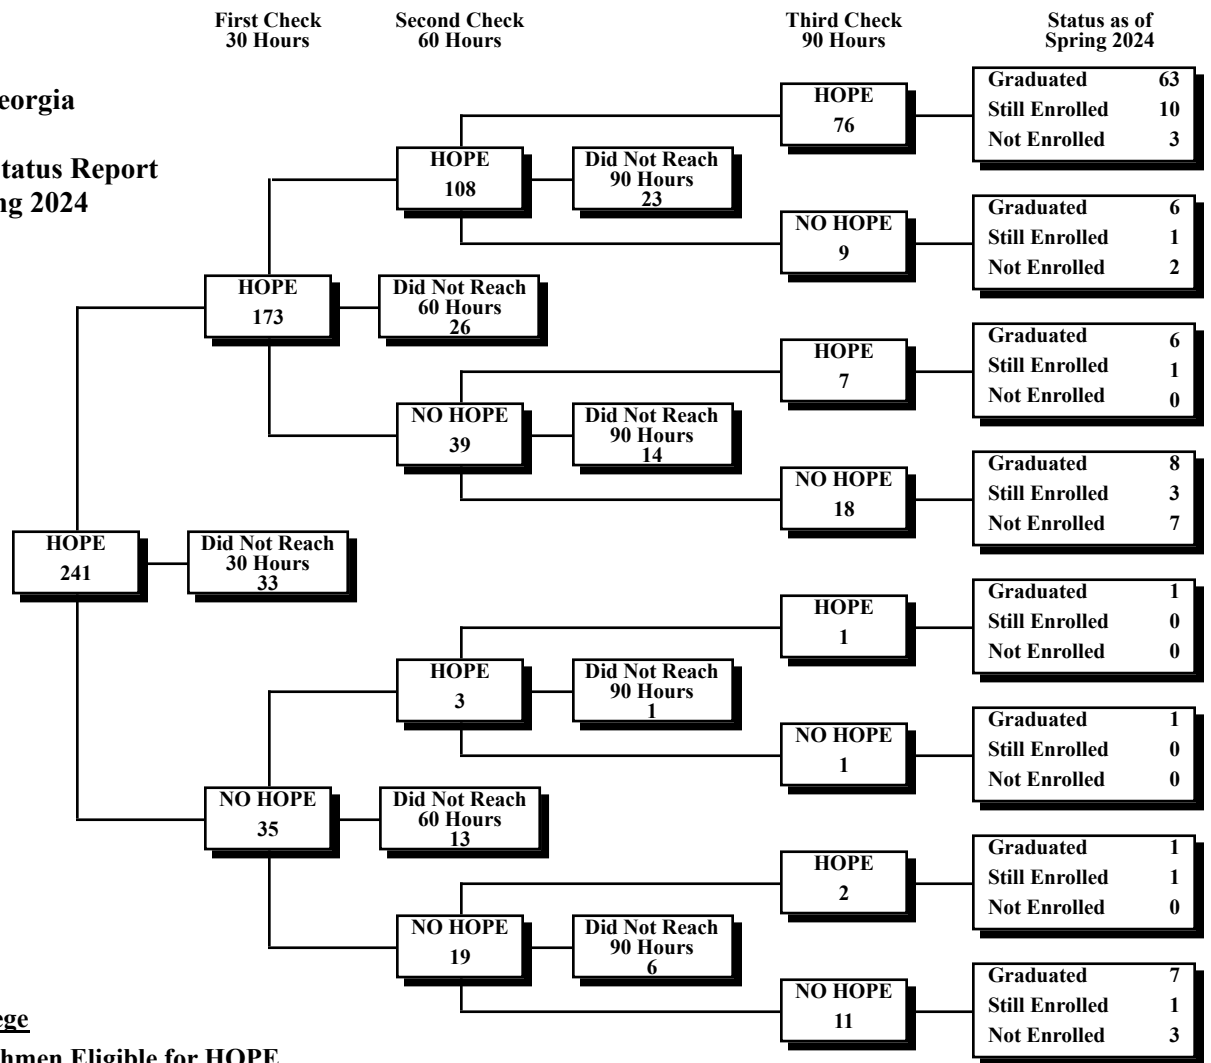 First Check
30 Hours
Second Check
60 Hours
Third Check
90 Hours
Status as of
Spring 2024
Status Report
2024
HOPE
241
Did Not Reach
30 Hours
33
HOPE
173
Did Not Reach
60 Hours
26
NO HOPE
35
Did Not Reach
60 Hours
13
HOPE
108
Did Not Reach
90 Hours
23
NO HOPE
39
Did Not Reach
90 Hours
14
HOPE
3
Did Not Reach
90 Hours
1
NO HOPE
19
Did Not Reach
90 Hours
6
HOPE
76
Graduated 63
Still Enrolled 10
Not Enrolled 3
NO HOPE
9
Graduated 6
Still Enrolled 1
Not Enrolled 2
HOPE
7
Graduated 6
Still Enrolled 1
Not Enrolled 0
NO HOPE
18
Graduated 8
Still Enrolled 3
Not Enrolled 7
HOPE
1
Graduated 1
Still Enrolled 0
Not Enrolled 0
NO HOPE
1
Graduated 1
Still Enrolled 0
Not Enrolled 0
HOPE
2
Graduated 1
Still Enrolled 1
Not Enrolled 0
NO HOPE
11
Graduated 7
Still Enrolled 1
Not Enrolled 3
Eligible for HOPE